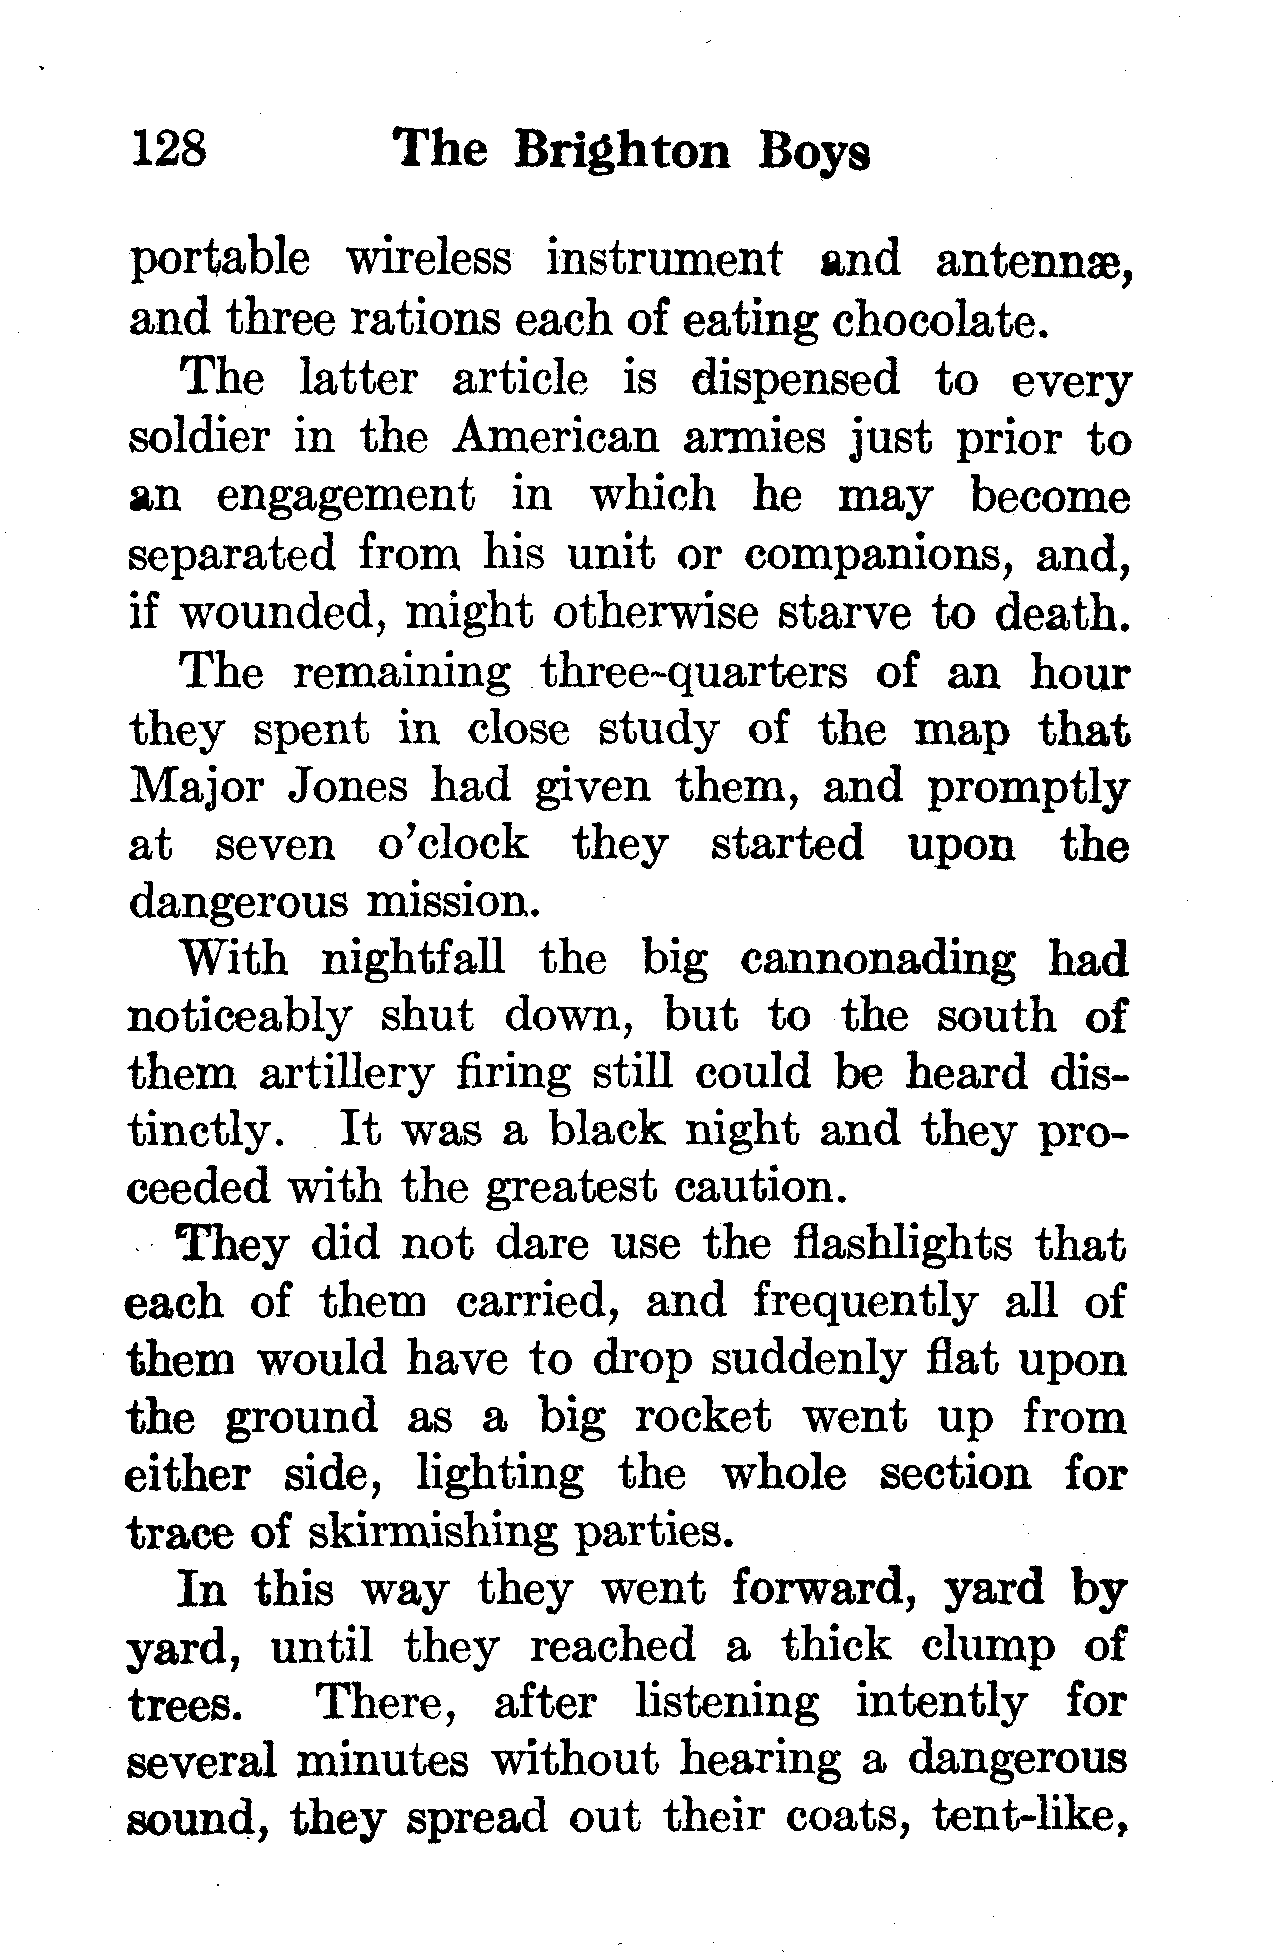 128 The Brighton Boys
portable wireless instrument and antennæ,
and three rations each of eating chocolate.
The latter article is dispensed to every
soldier in the American armies just prior to
an engagement in which he may become
separated from his unit or companions, and,
if wounded, might otherwise starve to death.
The remaining three-quarters of an hour
they spent in close study of the map that
Major Jones had given them, and promptly
at seven o'clock they started upon the
dangerous mission.
With nightfall the big cannonading had
noticeably shut down, but to the south of
them artillery firing still could be heard dis-
tinctly. It was a black night and they pro-
ceeded with the greatest caution.
They did not dare use the flashlights that
each of them carried, and frequently all of
them would have to drop suddenly flat upon
the ground as a big rocket went up from
either side, lighting the whole section for
trace of skirmishing parties.
In this way they went forward, yard by
yard, until they reached a thick clump of
trees. There, after listening intently for
several minutes without hearing a dangerous
sound, they spread out their coats, tent-like,